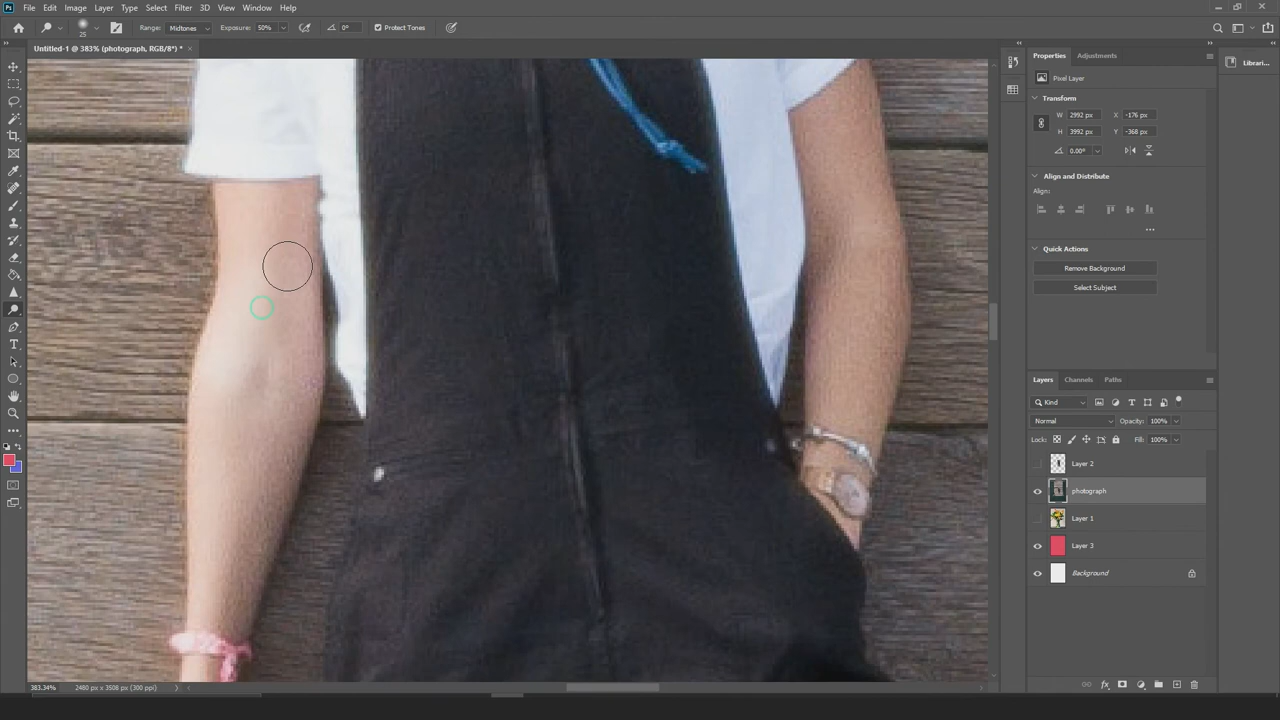 Ps File Edit Image Layer Type Select Filter 3D View Window Help
25 Range: Midtones Exposure: 50% 0° Protect Tones
Untitled-1 @ 383% (photograph, RGB/8*) * ×
Properties Adjustments
Librari...
Pixel Layer
Transform
W 2992 px X -176 px
H 3992 px Y -368 px
0.00°
Align and Distribute
Align:
Quick Actions
Remove Background
Select Subject
Layers Channels Paths
Kind
Normal Opacity: 100%
Lock: Fill: 100%
Layer 2
photograph
Layer 1
Layer 3
Background
383.34% 2480 px x 3508 px (300 ppi)